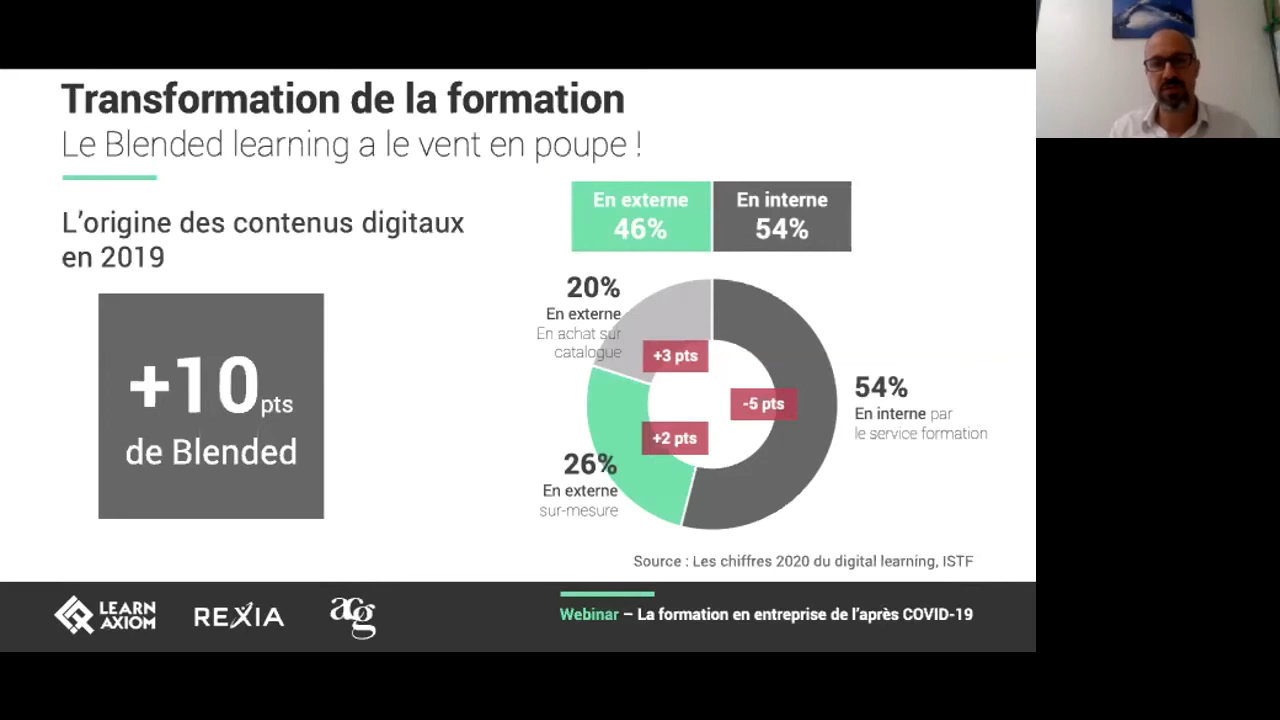 Transformation de la formation
Le Blended learning a le vent en poupe !
L'origine des contenus digitaux
en 2019
+10 pts
de Blended
En externe
46%
En interne
54%
20%
En externe
En achat sur
catalogue
+3 pts
-5 pts
+2 pts
54%
En interne par
le service formation
26%
En externe
sur-mesure
Source : Les chiffres 2020 du digital learning, ISTF
LEARN
AXIOM
REXIA
acg
Webinar – La formation en entreprise de l'après COVID-19